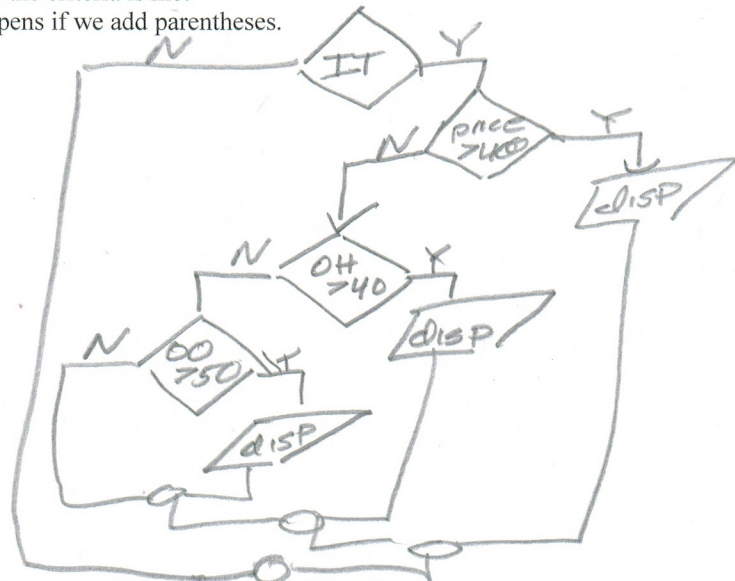 pens if we add parentheses.
N
IT
Y
price
>400
N
Y
disp
N
OH
>40
Y
disp
N
OO
>50
Y
disp